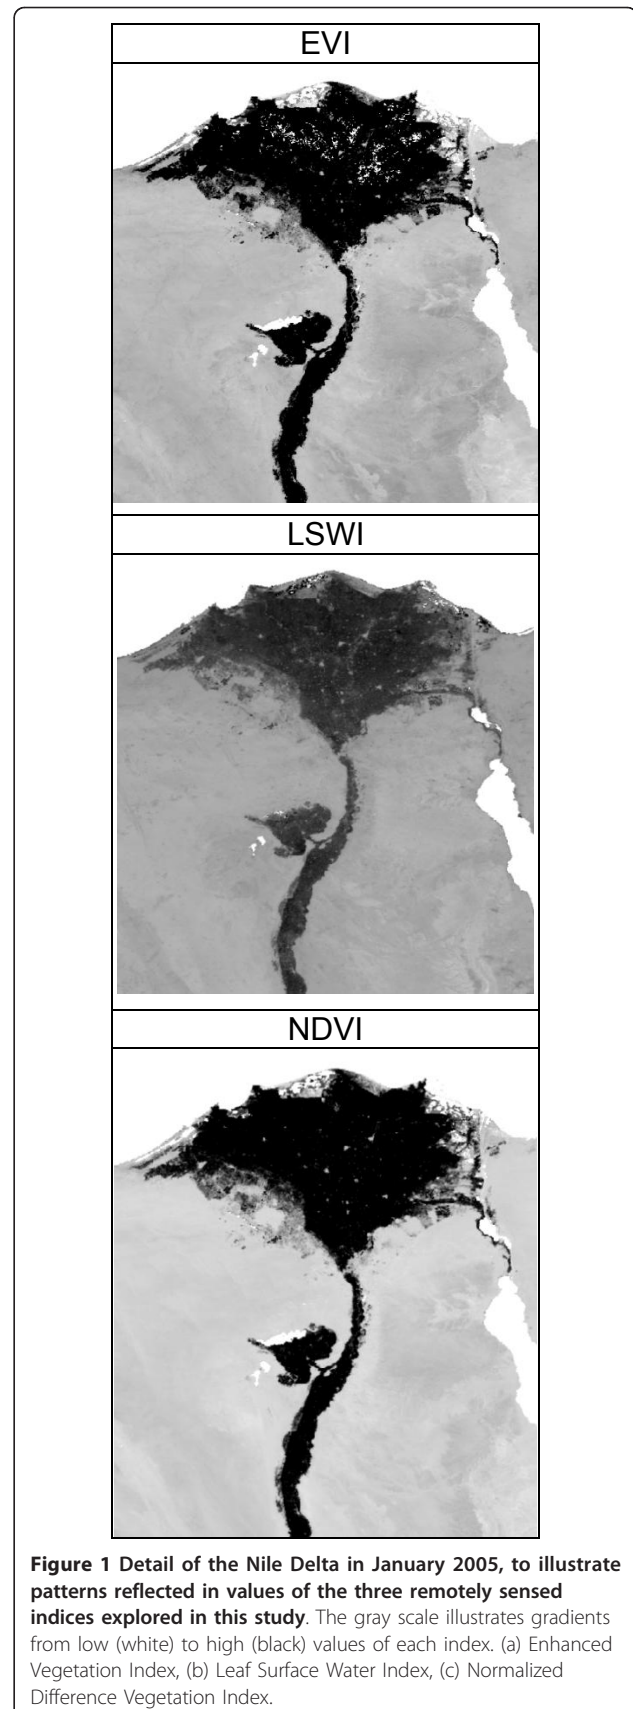 EVI
LSWI
NDVI
Figure 1 Detail of the Nile Delta in January 2005, to illustrate
patterns reflected in values of the three remotely sensed
indices explored in this study. The gray scale illustrates gradients
from low (white) to high (black) values of each index. (a) Enhanced
Vegetation Index, (b) Leaf Surface Water Index, (c) Normalized
Difference Vegetation Index.